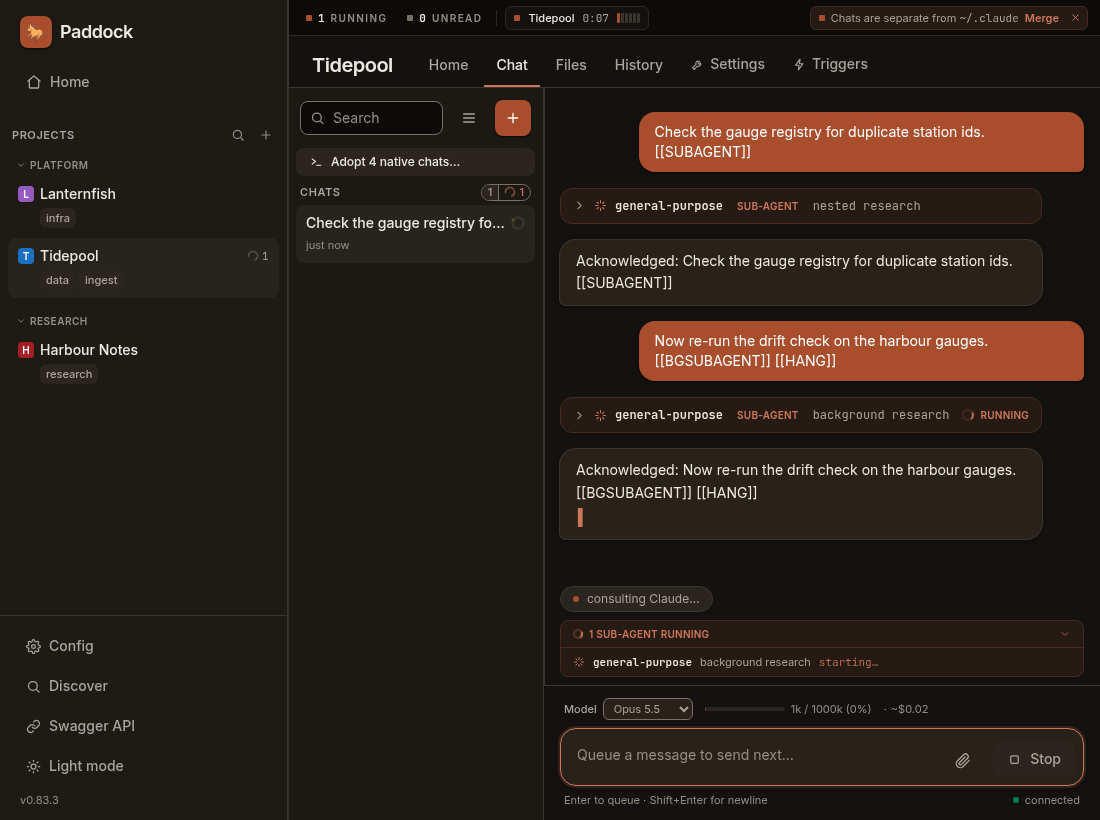 Paddock
Home
PROJECTS
PLATFORM
L Lanternfish
infra
T Tidepool 1
data ingest
RESEARCH
H Harbour Notes
research
Config
Discover
Swagger API
Light mode
v0.83.3
1 RUNNING 0 UNREAD Tidepool 0:07
Chats are separate from ~/.claude Merge ×
Tidepool Home Chat Files History Settings Triggers
Search
Adopt 4 native chats...
CHATS 1 1
Check the gauge registry fo...
just now
Check the gauge registry for duplicate station ids.
[[SUBAGENT]]
general-purpose SUB-AGENT nested research
Acknowledged: Check the gauge registry for duplicate station ids.
[[SUBAGENT]]
Now re-run the drift check on the harbour gauges.
[[BGSUBAGENT]] [[HANG]]
general-purpose SUB-AGENT background research RUNNING
Acknowledged: Now re-run the drift check on the harbour gauges.
[[BGSUBAGENT]] [[HANG]]
consulting Claude...
1 SUB-AGENT RUNNING
general-purpose background research starting…
Model Opus 5.5 1k / 1000k (0%) · ~$0.02
Queue a message to send next...
Stop
Enter to queue · Shift+Enter for newline
connected